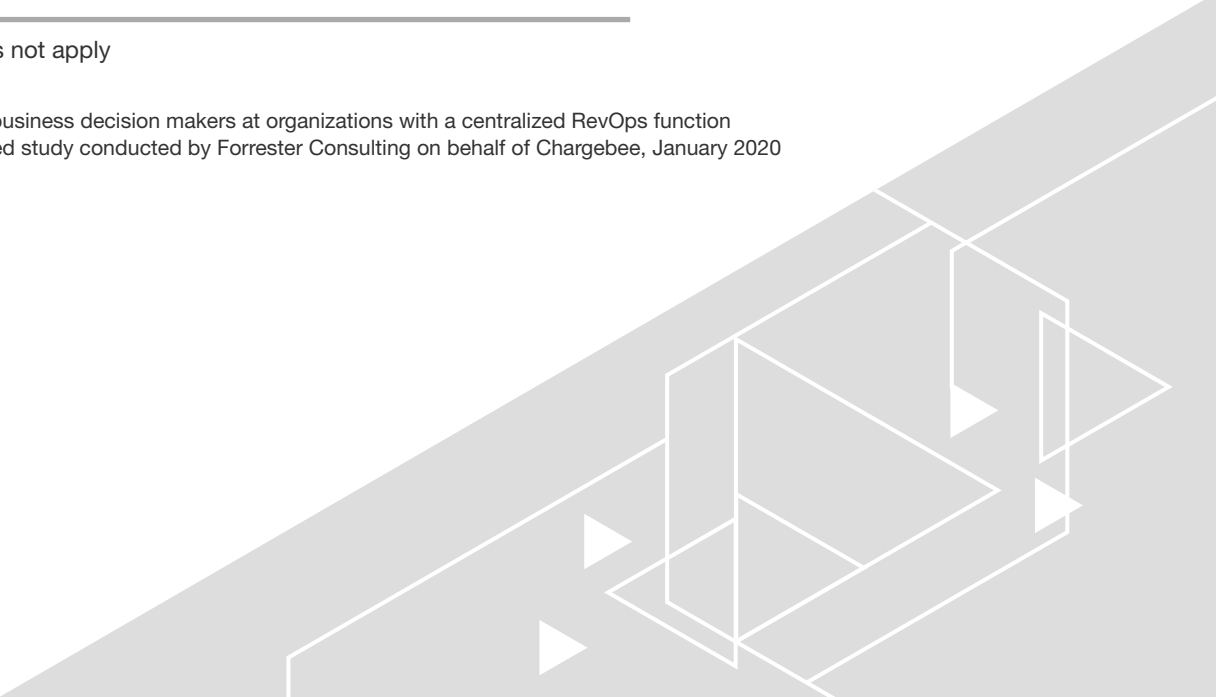 s not apply
business decision makers at organizations with a centralized RevOps function
ed study conducted by Forrester Consulting on behalf of Chargebee, January 2020